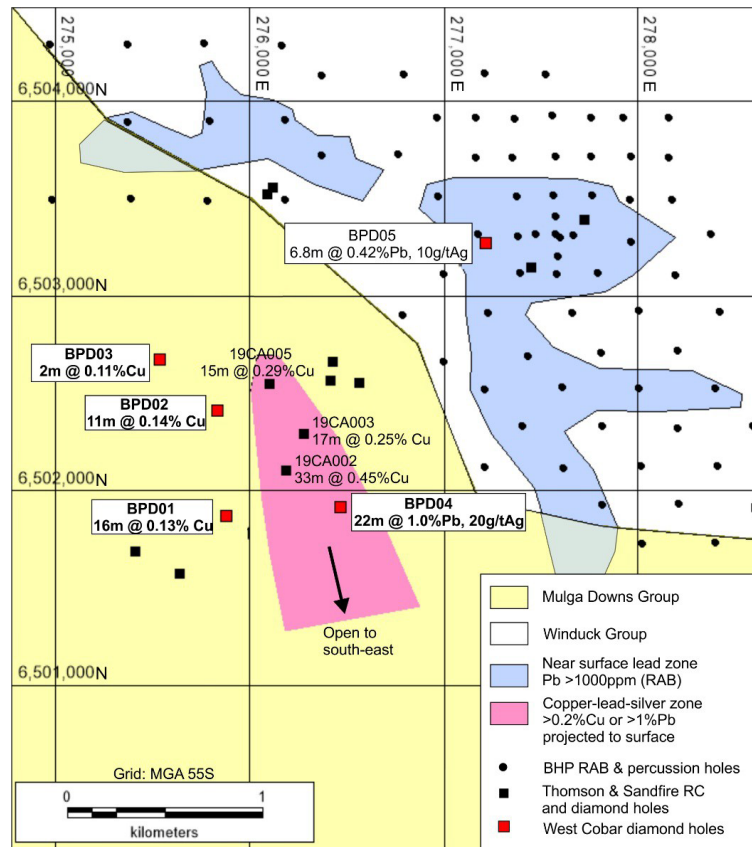 275,000 E
276,000 E
277,000 E
278,000 E
6,504,000N
BPD05
6.8m @ 0.42%Pb, 10g/tAg
6,503,000N
BPD03
2m @ 0.11%Cu
19CA005
15m @ 0.29%Cu
BPD02
11m @ 0.14% Cu
19CA003
17m @ 0.25% Cu
19CA002
33m @ 0.45%Cu
6,502,000N
BPD01
16m @ 0.13% Cu
BPD04
22m @ 1.0%Pb, 20g/tAg
Open to
south-east
6,501,000N
Mulga Downs Group
Winduck Group
Near surface lead zone
Pb >1000ppm (RAB)
Copper-lead-silver zone
>0.2%Cu or >1%Pb
projected to surface
BHP RAB & percussion holes
Thomson & Sandfire RC
and diamond holes
West Cobar diamond holes
Grid: MGA 55S
0 1
kilometers